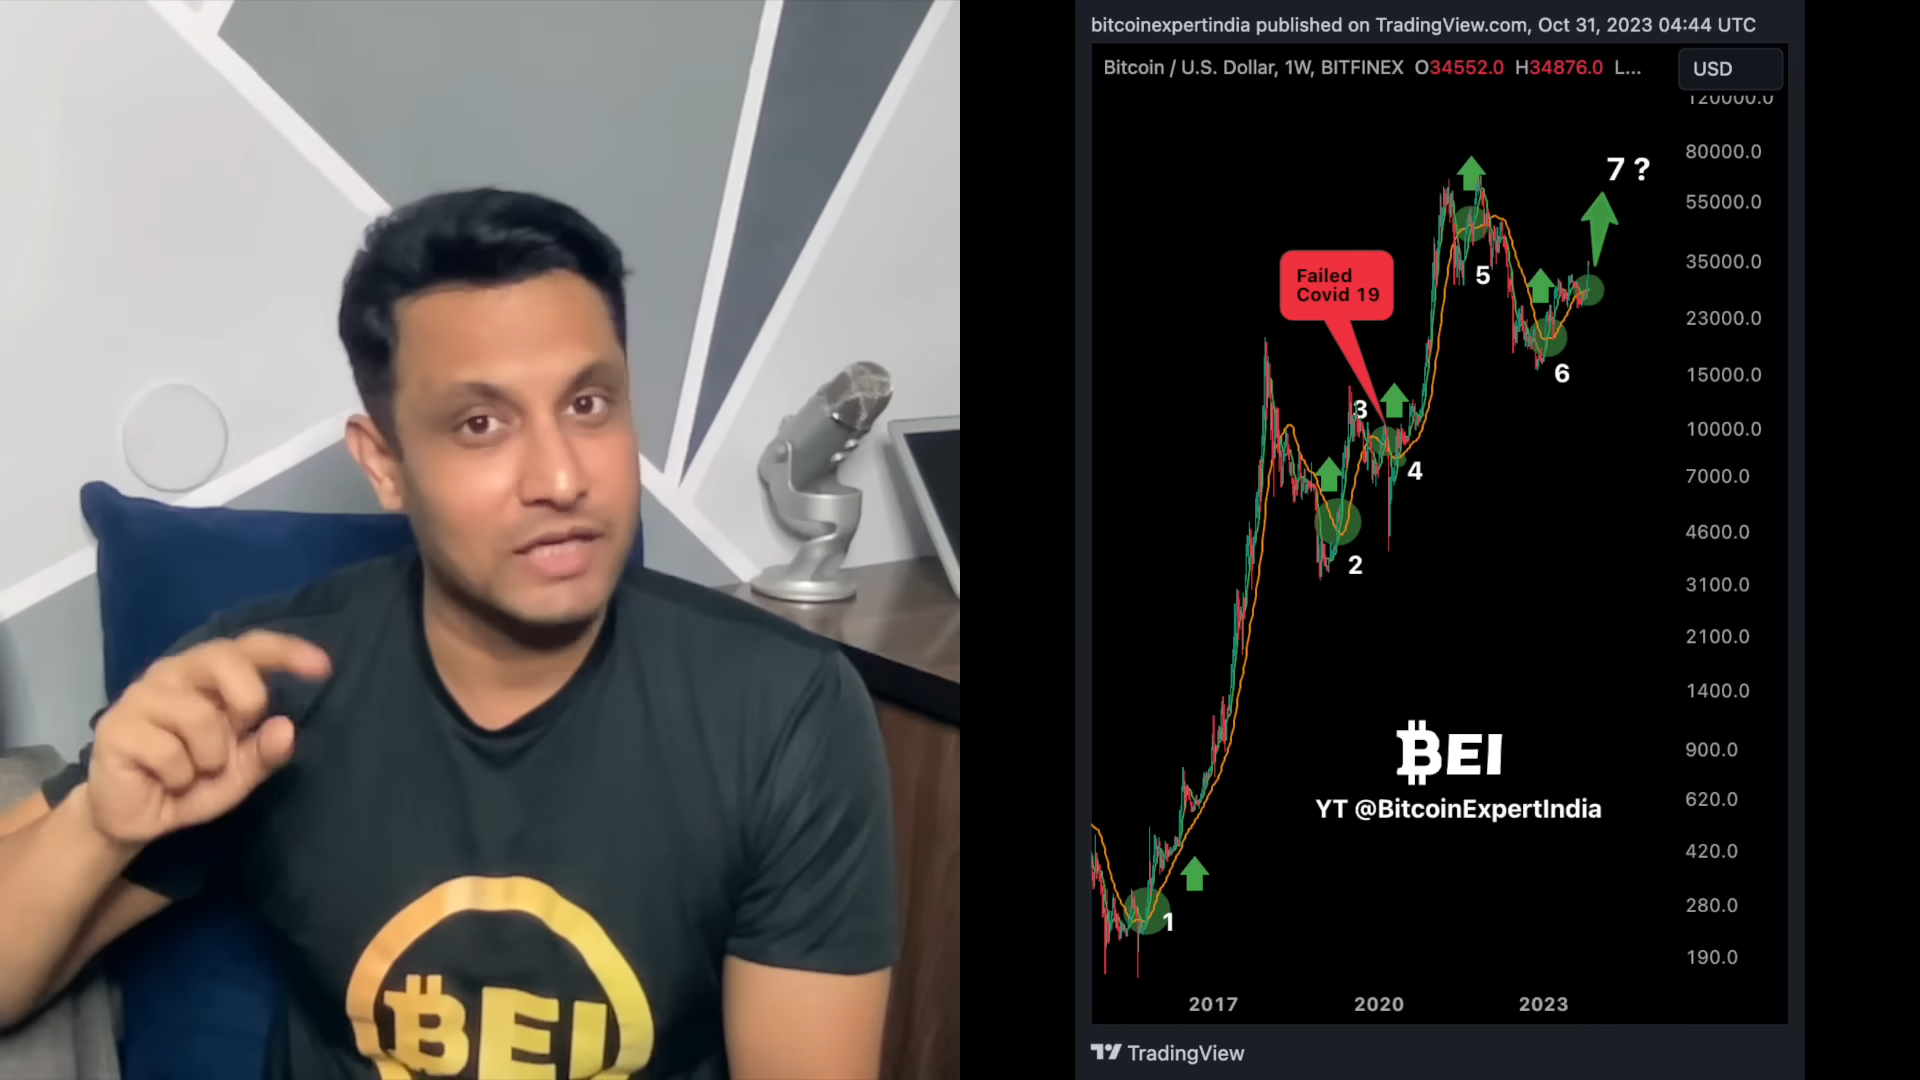 BEI
bitcoinexpertindia published on TradingView.com, Oct 31, 2023 04:44 UTC
Bitcoin / U.S. Dollar, 1W, BITFINEX O34552.0 H34876.0 L...
USD
120000.0
80000.0
7 ?
55000.0
5
35000.0
Failed
Covid 19
23000.0
6
15000.0
3
10000.0
4
7000.0
4600.0
2
3100.0
2100.0
1400.0
₿EI
900.0
YT @BitcoinExpertIndia
620.0
420.0
280.0
1
190.0
2017 2020 2023
TradingView